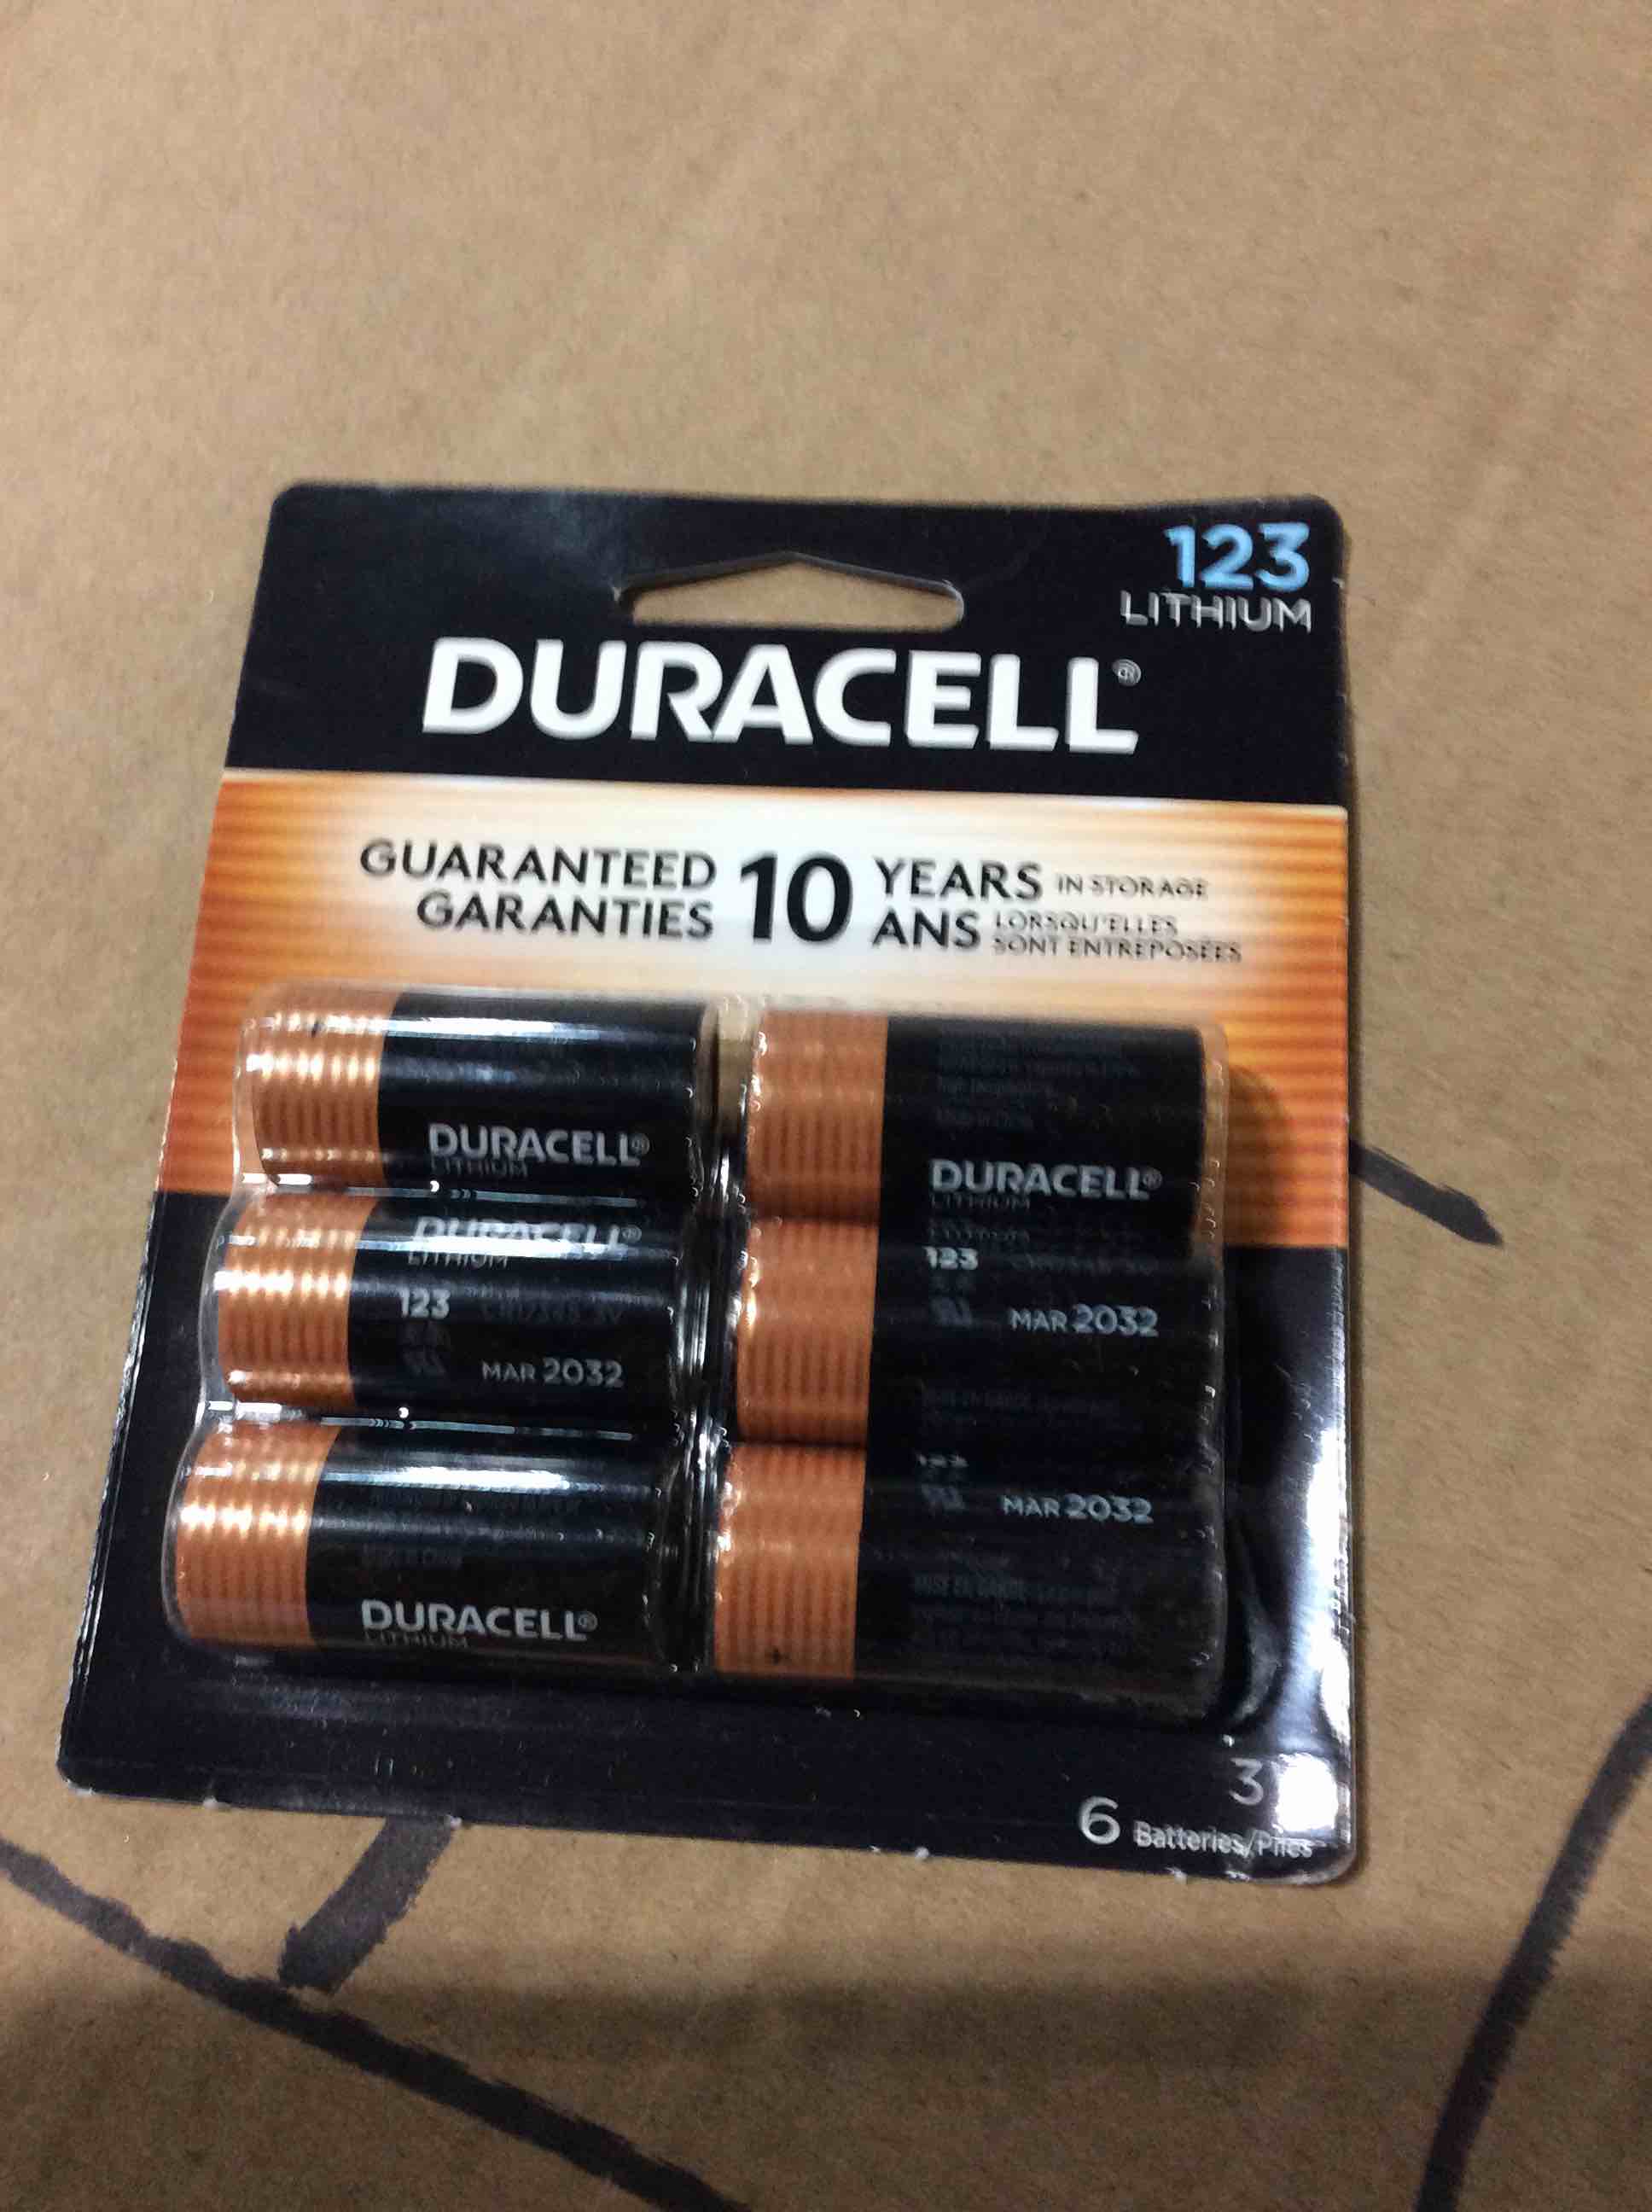 123
LITHIUM
DURACELL®
GUARANTEED 10 YEARS IN STORAGE
GARANTIES ANS LORSQU'ELLES
SONT ENTREPOSÉES
DURACELL®
LITHIUM
DURACELL®
LITHIUM
123
MAR 2032
DURACELL®
LITHIUM
DURACELL®
LITHIUM
123
MAR 2032
123
MAR 2032
3
6 Batteries/Piles